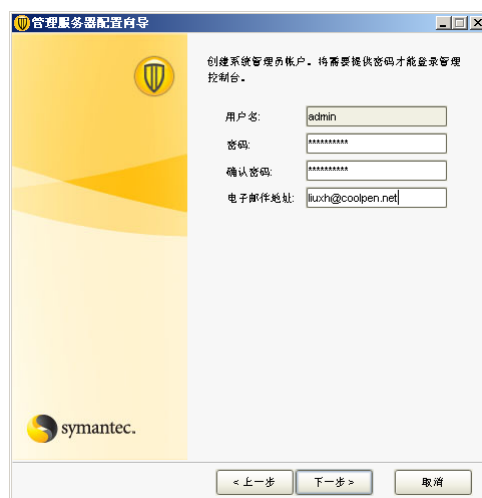 管理服务器配置向导
创建系统管理员帐户。将需要提供密码才能登录管理
控制台。
用户名:
admin
密码:
**********
确认密码:
**********
电子邮件地址:
liuxh@coolpen.net
symantec.
< 上一步
下一步 >
取消